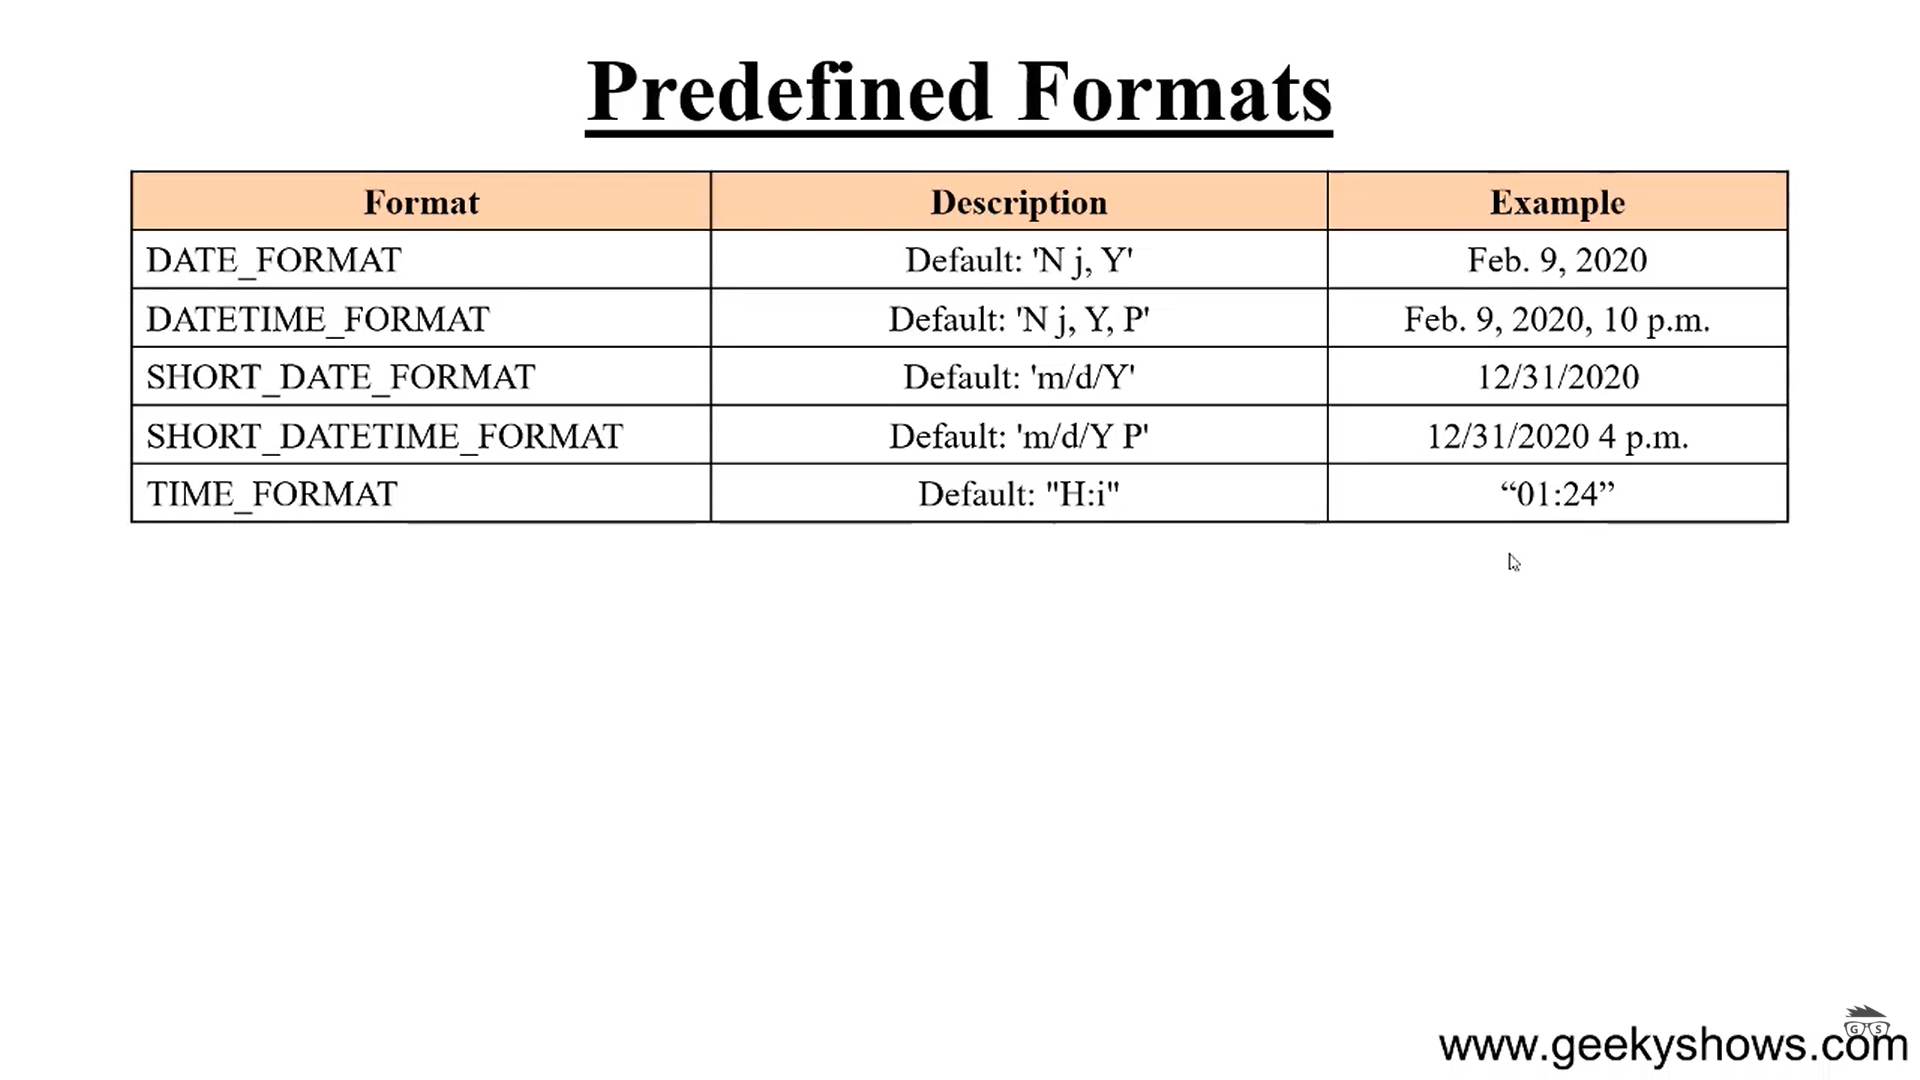 Predefined Formats
Format Description Example
DATE_FORMAT Default: 'N j, Y' Feb. 9, 2020
DATETIME_FORMAT Default: 'N j, Y, P' Feb. 9, 2020, 10 p.m.
SHORT_DATE_FORMAT Default: 'm/d/Y' 12/31/2020
SHORT_DATETIME_FORMAT Default: 'm/d/Y P' 12/31/2020 4 p.m.
TIME_FORMAT Default: "H:i" “01:24”
G S
www.geekyshows.com